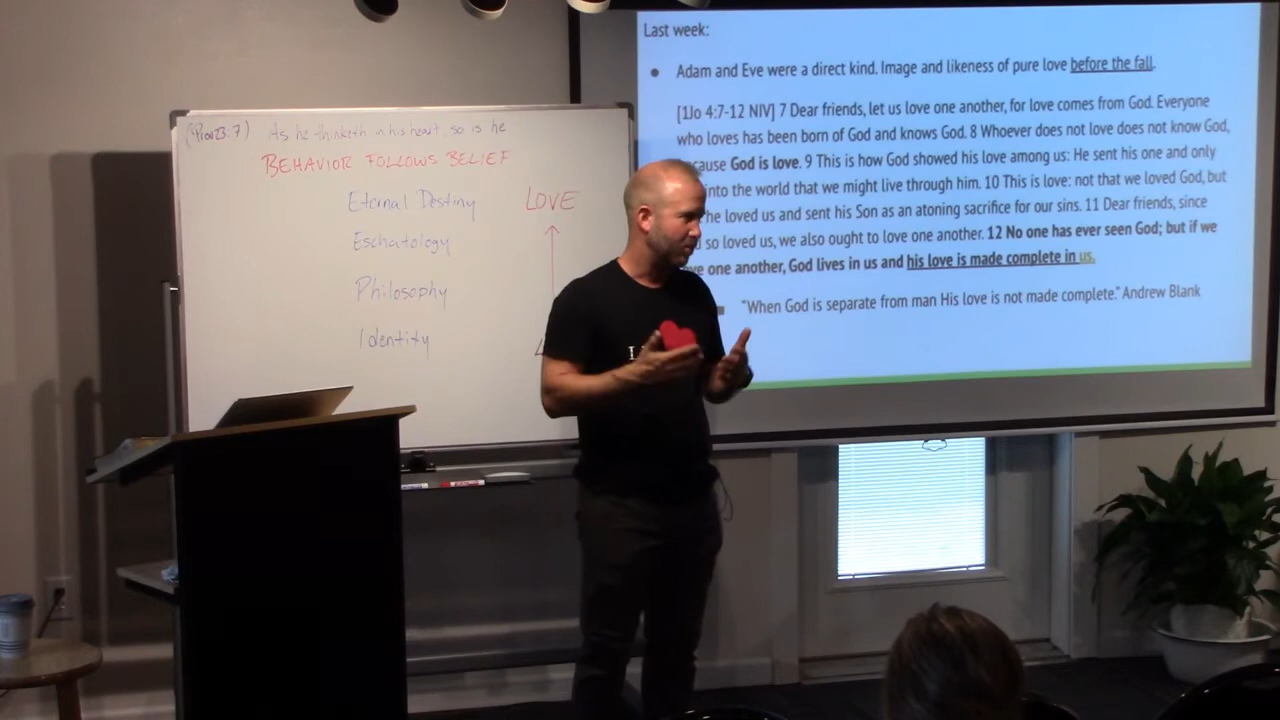 (Prov 23:7) As he thinketh in his heart, so is he
BEHAVIOR FOLLOWS BELIEF
Eternal Destiny
LOVE
Eschatology
Philosophy
Identity
Last week:
Adam and Eve were a direct kind. Image and likeness of pure love before the fall.
[1Jo 4:7-12 NIV] 7 Dear friends, let us love one another, for love comes from God. Everyone
who loves has been born of God and knows God. 8 Whoever does not love does not know God,
God is love. 9 This is how God showed his love among us: He sent his one and only
into the world that we might live through him. 10 This is love: not that we loved God, but
he loved us and sent his Son as an atoning sacrifice for our sins. 11 Dear friends, since
so loved us, we also ought to love one another. 12 No one has ever seen God; but if we
one another, God lives in us and his love is made complete in us.
"When God is separate from man His love is not made complete." Andrew Blank